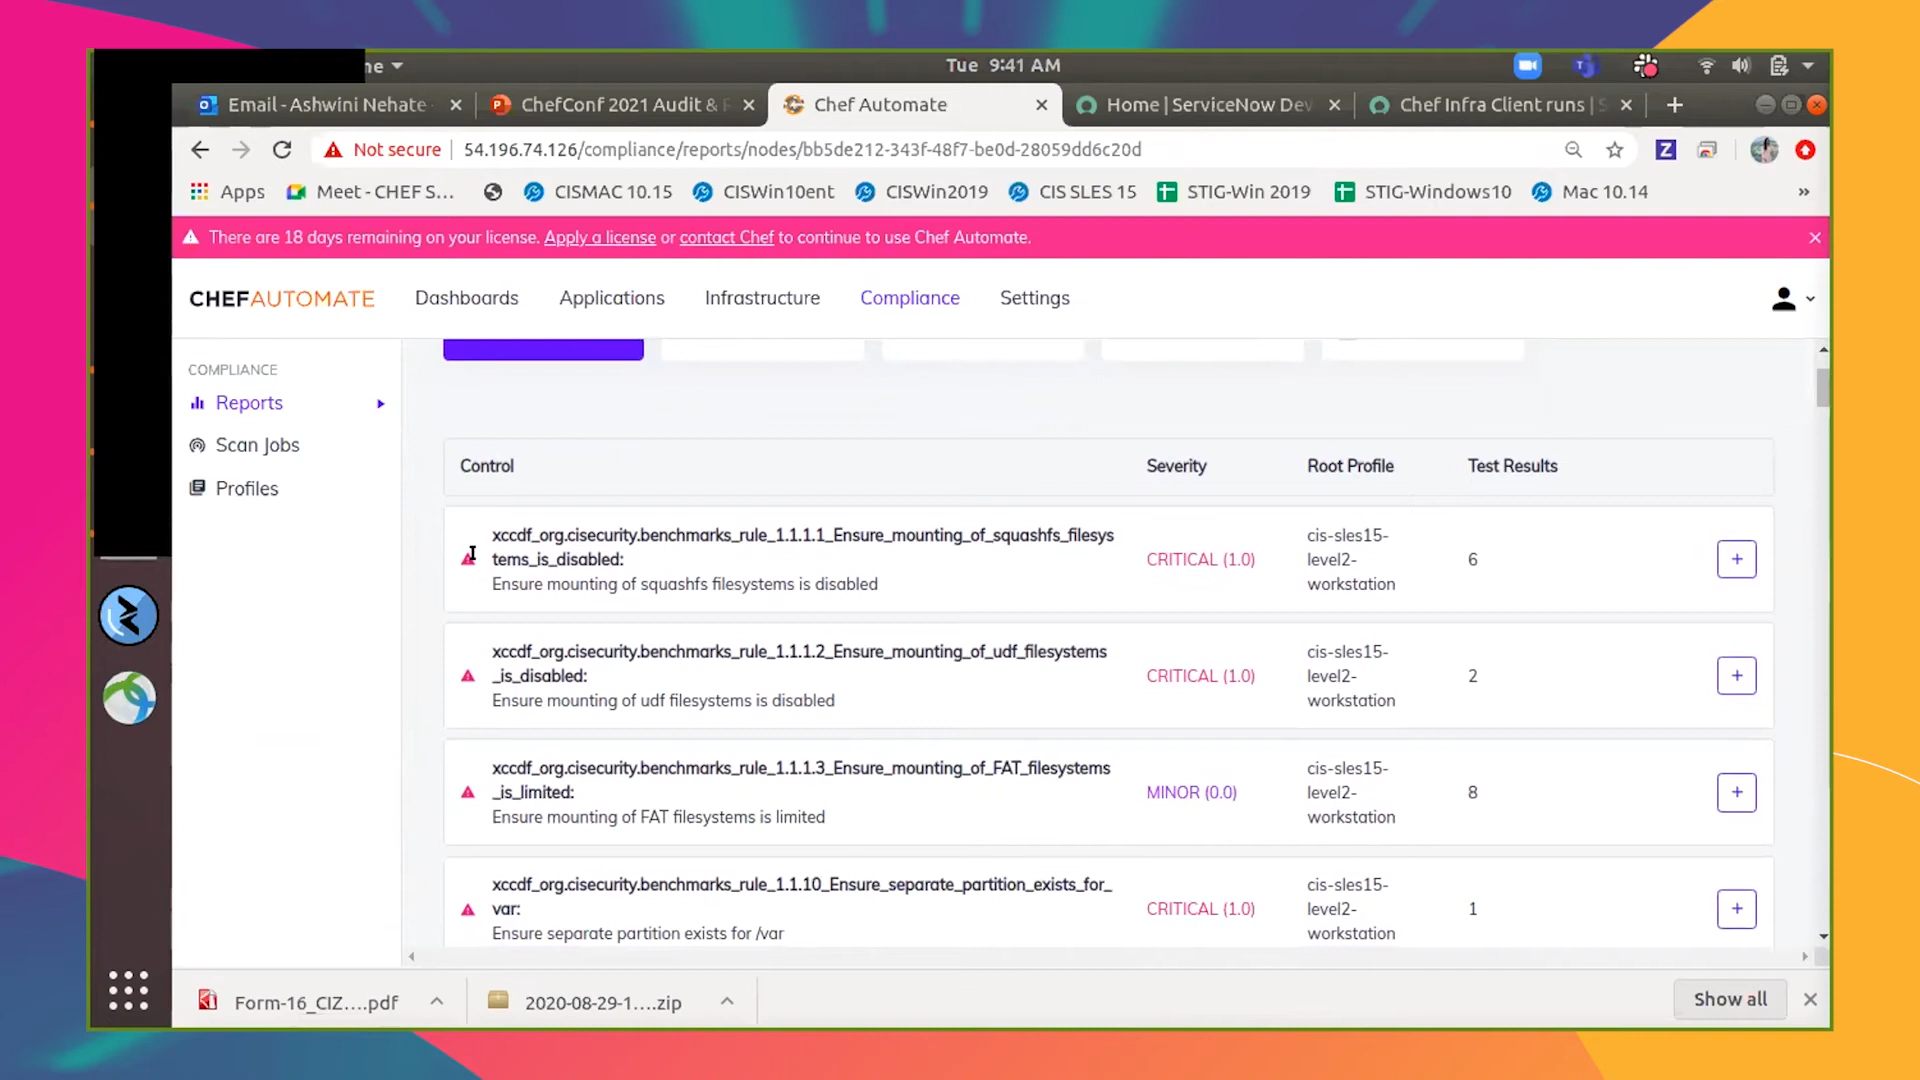 ne
Tue 9:41 AM
Email - Ashwini Nehate
ChefConf 2021 Audit &
Chef Automate
Home | ServiceNow Dev
Chef Infra Client runs |
Not secure
54.196.74.126/compliance/reports/nodes/bb5de212-343f-48f7-be0d-28059dd6c20d
Z
Apps
Meet - CHEF S...
CISMAC 10.15
CISWin10ent
CISWin2019
CIS SLES 15
STIG-Win 2019
STIG-Windows10
Mac 10.14
»
There are 18 days remaining on your license. Apply a license or contact Chef to continue to use Chef Automate.
CHEFAUTOMATE
Dashboards
Applications
Infrastructure
Compliance
Settings
COMPLIANCE
Reports
Scan Jobs
Profiles
Control
Severity
Root Profile
Test Results
xccdf_org.cisecurity.benchmarks_rule_1.1.1.1_Ensure_mounting_of_squashfs_filesys
tems_is_disabled:
Ensure mounting of squashfs filesystems is disabled
CRITICAL (1.0)
cis-sles15-
level2-
workstation
6
+
xccdf_org.cisecurity.benchmarks_rule_1.1.1.2_Ensure_mounting_of_udf_filesystems
_is_disabled:
Ensure mounting of udf filesystems is disabled
CRITICAL (1.0)
cis-sles15-
level2-
workstation
2
+
xccdf_org.cisecurity.benchmarks_rule_1.1.1.3_Ensure_mounting_of_FAT_filesystems
_is_limited:
Ensure mounting of FAT filesystems is limited
MINOR (0.0)
cis-sles15-
level2-
workstation
8
+
xccdf_org.cisecurity.benchmarks_rule_1.1.10_Ensure_separate_partition_exists_for_
var:
Ensure separate partition exists for /var
CRITICAL (1.0)
cis-sles15-
level2-
workstation
1
+
Form-16_CIZ....pdf
2020-08-29-1....zip
Show all